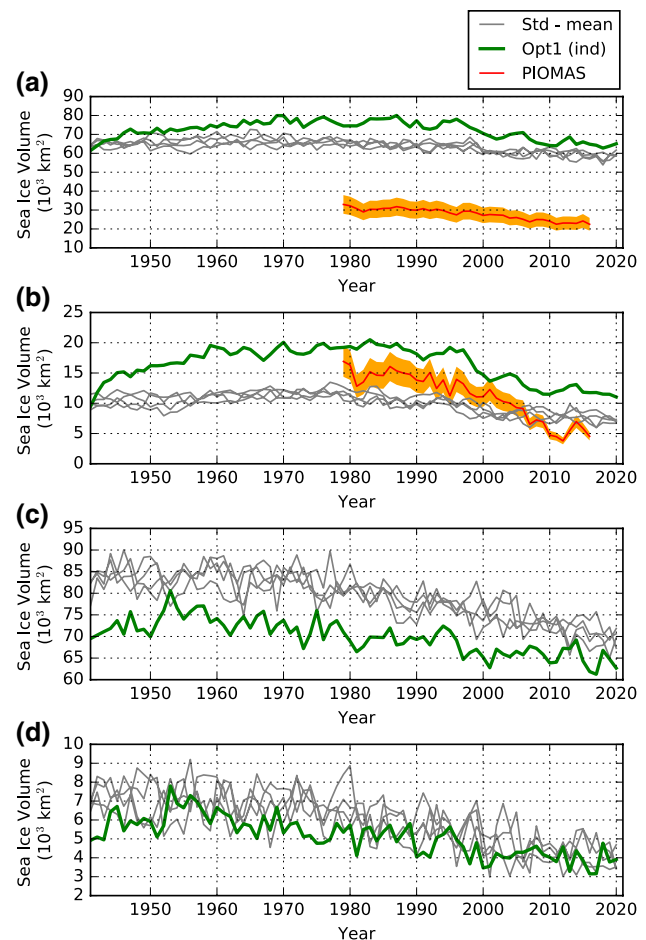 Std - mean
Opt1 (ind)
PIOMAS
(a)
90
80
70
60
50
40
30
20
10
Sea Ice Volume
(10³ km²)
1950 1960 1970 1980 1990 2000 2010 2020
Year
(b)
25
20
15
10
5
0
Sea Ice Volume
(10³ km²)
1950 1960 1970 1980 1990 2000 2010 2020
Year
(c)
95
90
85
80
75
70
65
60
Sea Ice Volume
(10³ km²)
1950 1960 1970 1980 1990 2000 2010 2020
Year
(d)
10
9
8
7
6
5
4
3
2
Sea Ice Volume
(10³ km²)
1950 1960 1970 1980 1990 2000 2010 2020
Year